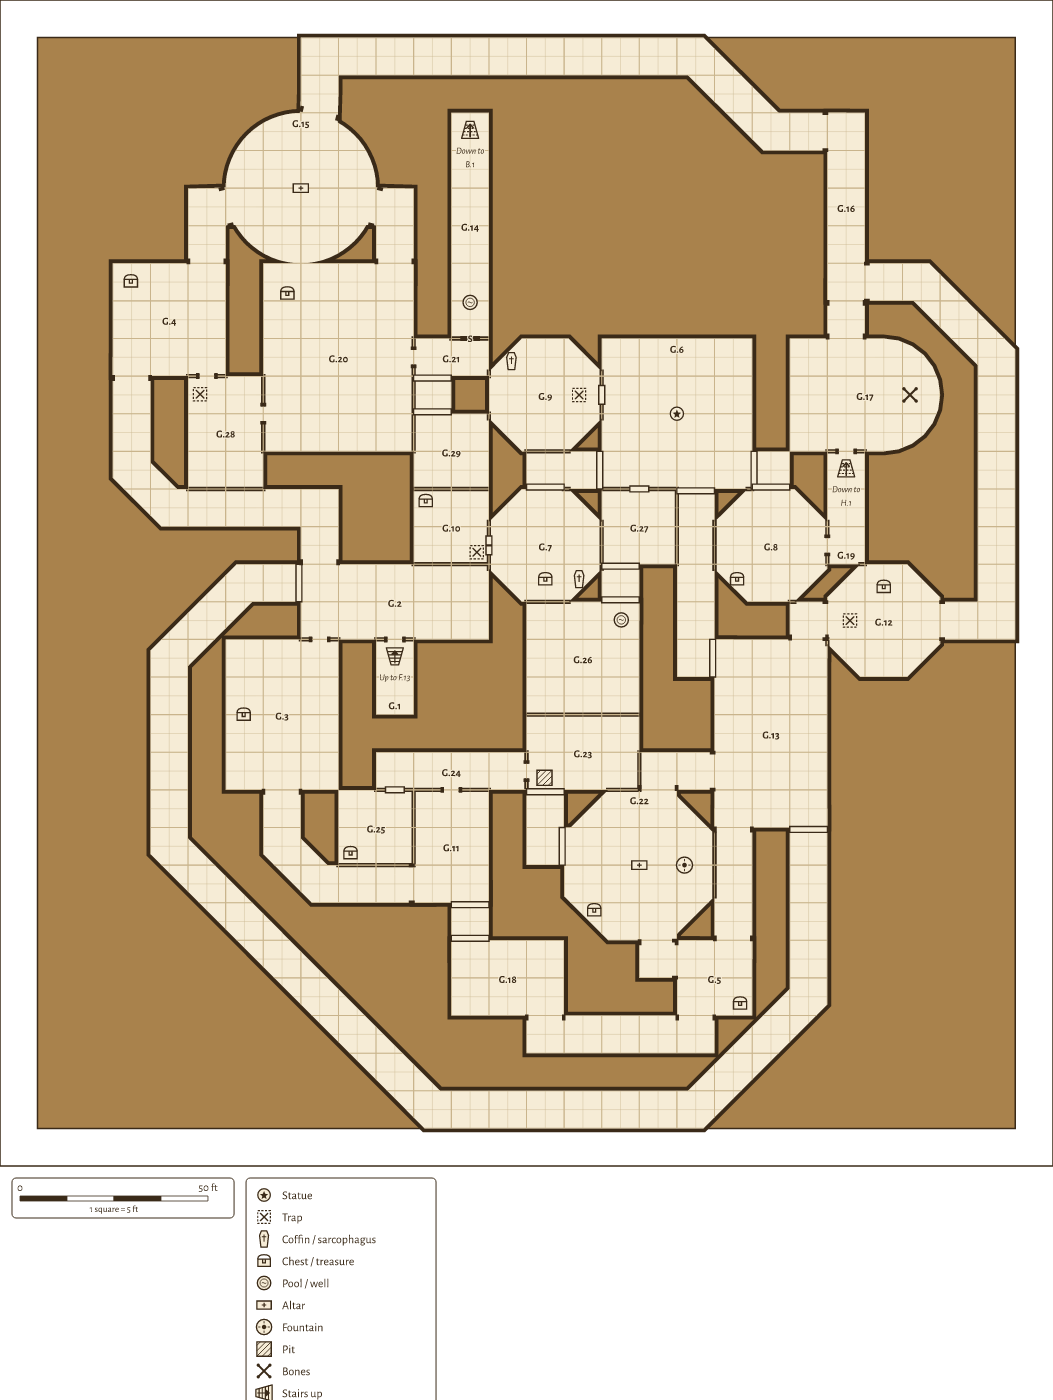 G.15
Down to
B.1
G.16
G.14
G.4
S
G.6
G.20
G.21
G.9
G.17
G.28
G.29
Down to
H.1
G.10
G.27
G.7
G.8
G.19
G.2
G.12
G.26
Up to F.13
G.1
G.3
G.13
G.23
G.24
G.22
G.25
G.11
G.18
G.5
0 50 ft
1 square = 5 ft
Statue
Trap
Coffin / sarcophagus
Chest / treasure
Pool / well
Altar
Fountain
Pit
Bones
Stairs up